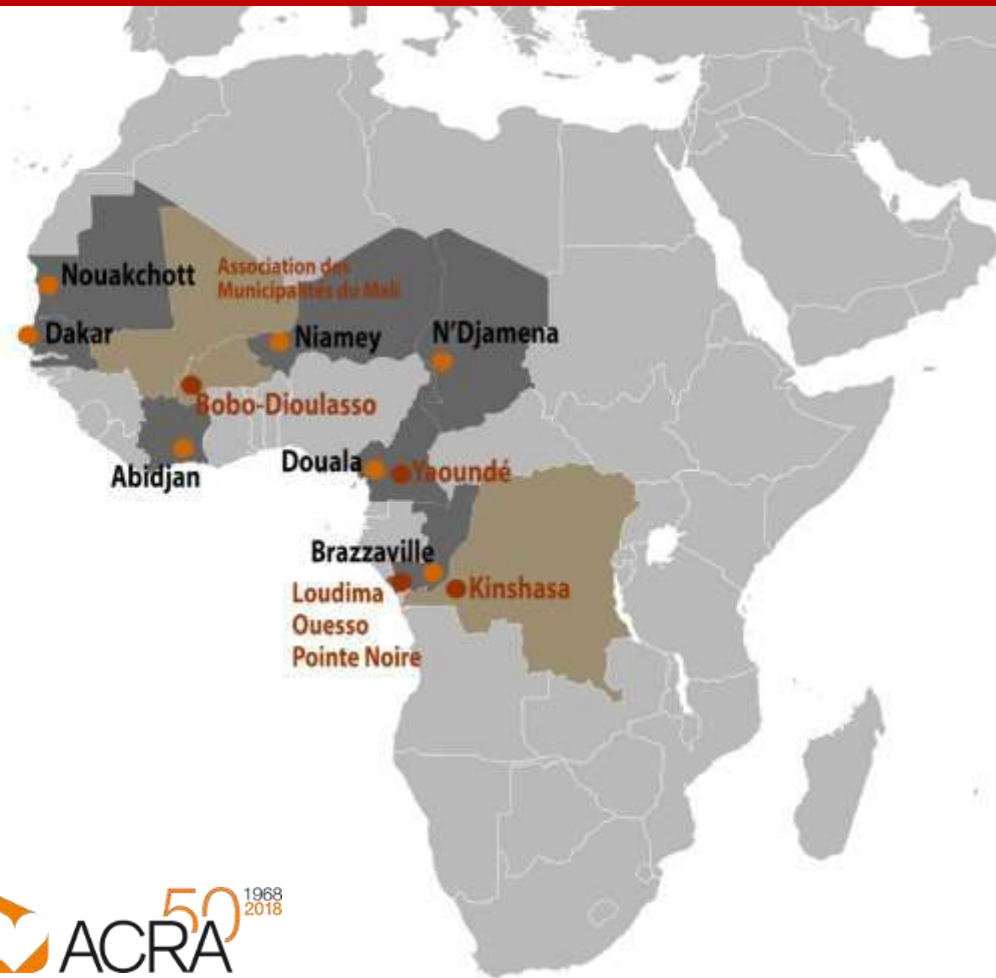 Nouakchott
Association des
Municipalités du Mali
Dakar
Niamey
N'Djamena
Bobo-Dioulasso
Abidjan
Douala
Yaoundé
Brazzaville
Loudima
Ouesso
Pointe Noire
Kinshasa
ACRA
50
1968
2018